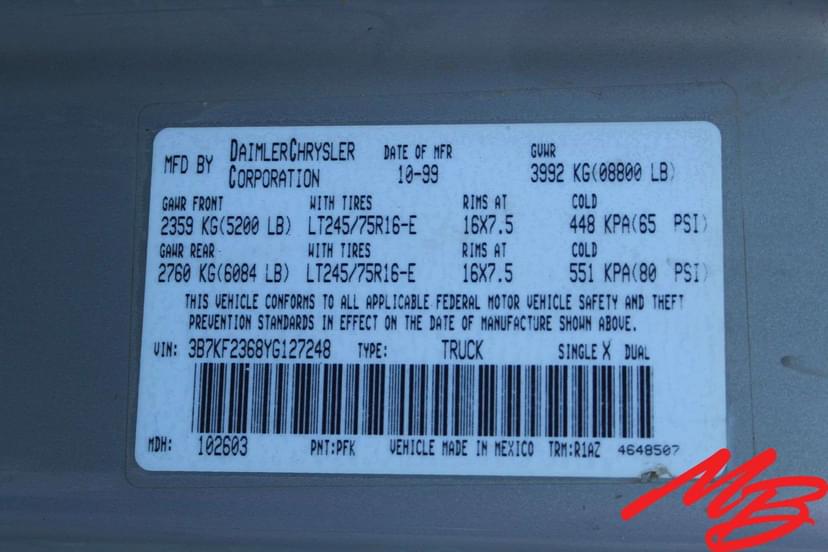 MFD BY DAIMLERCHRYSLER CORPORATION DATE OF MFR 10-99 GVWR 3992 KG(08800 LB)
GAWR FRONT WITH TIRES RIMS AT COLD
2359 KG(5200 LB) LT245/75R16-E 16X7.5 448 KPA(65 PSI)
GAWR REAR WITH TIRES RIMS AT COLD
2760 KG(6084 LB) LT245/75R16-E 16X7.5 551 KPA(80 PSI)
THIS VEHICLE CONFORMS TO ALL APPLICABLE FEDERAL MOTOR VEHICLE SAFETY AND THEFT
PREVENTION STANDARDS IN EFFECT ON THE DATE OF MANUFACTURE SHOWN ABOVE.
VIN: 3B7KF2368YG127248 TYPE: TRUCK SINGLE X DUAL
MDH: 102603 PNT:PFK VEHICLE MADE IN MEXICO TRM:R1AZ 4648507
MB